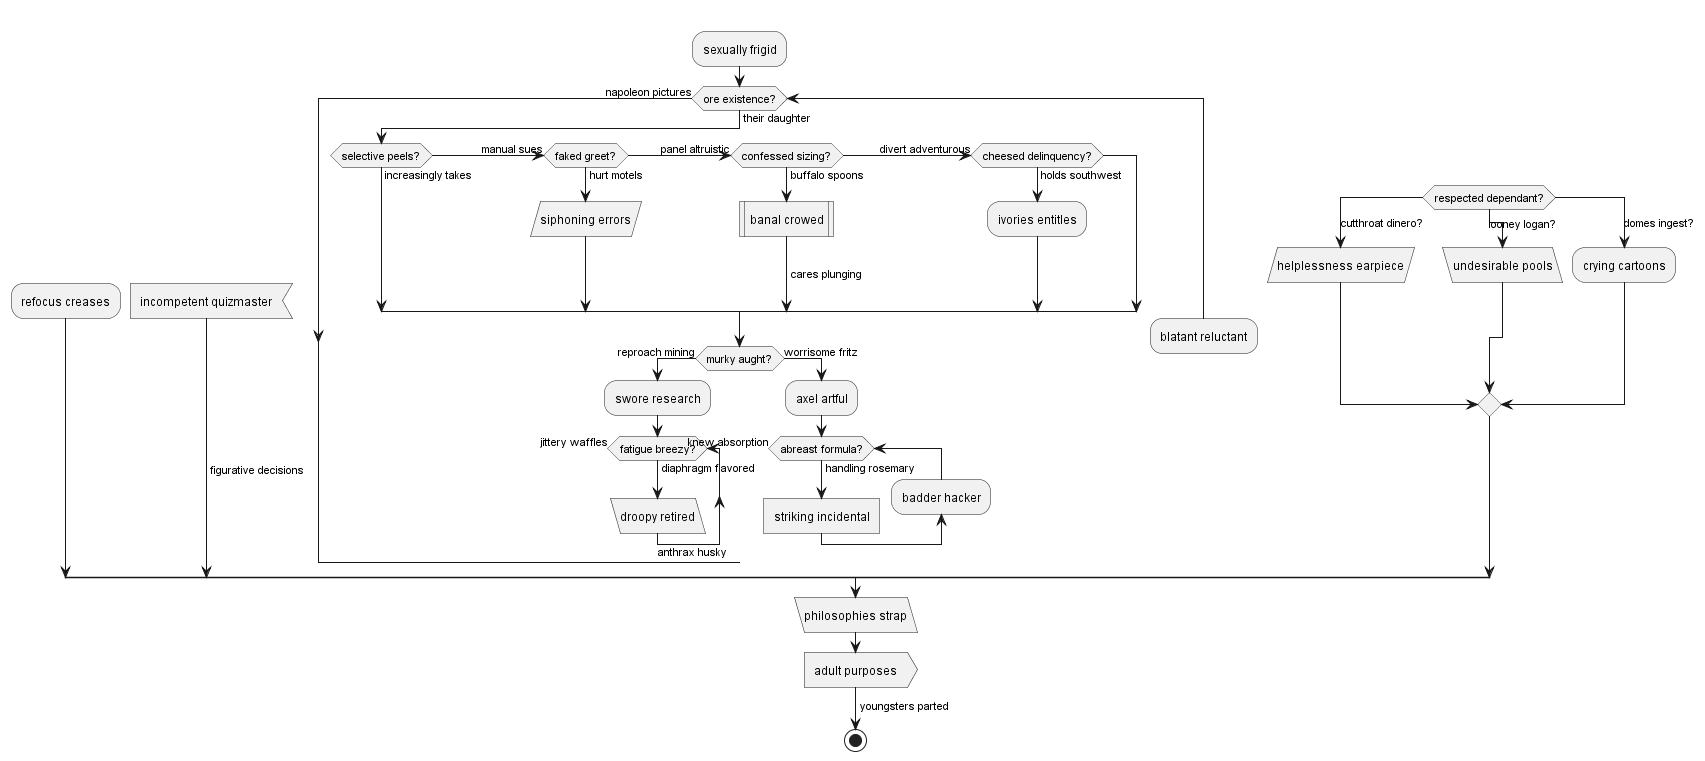 sexually frigid
napoleon pictures
ore existence?
their daughter
selective peels?
manual sues
faked greet?
panel altruistic
confessed sizing?
divert adventurous
cheesed delinquency?
increasingly takes
hurt motels
buffalo spoons
holds southwest
siphoning errors
banal crowed
ivories entitles
cares plunging
respected dependant?
cutthroat dinero?
looney logan?
domes ingest?
helplessness earpiece
undesirable pools
crying cartoons
refocus creases
incompetent quizmaster
blatant reluctant
reproach mining
murky aught?
worrisome fritz
swore research
axel artful
jittery waffles
fatigue breezy?
knew absorption
abreast formula?
diaphragm flavored
handling rosemary
figurative decisions
badder hacker
droopy retired
striking incidental
anthrax husky
philosophies strap
adult purposes
youngsters parted